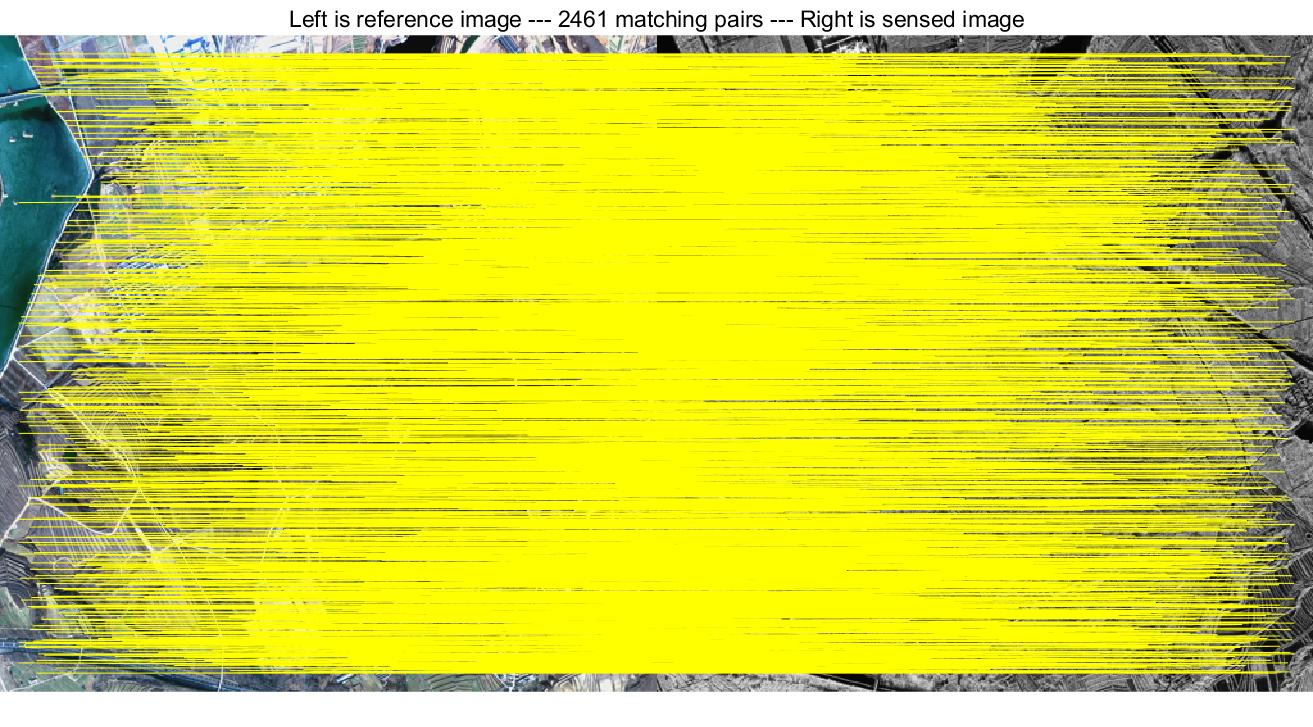 Left is reference image --- 2461 matching pairs --- Right is sensed image